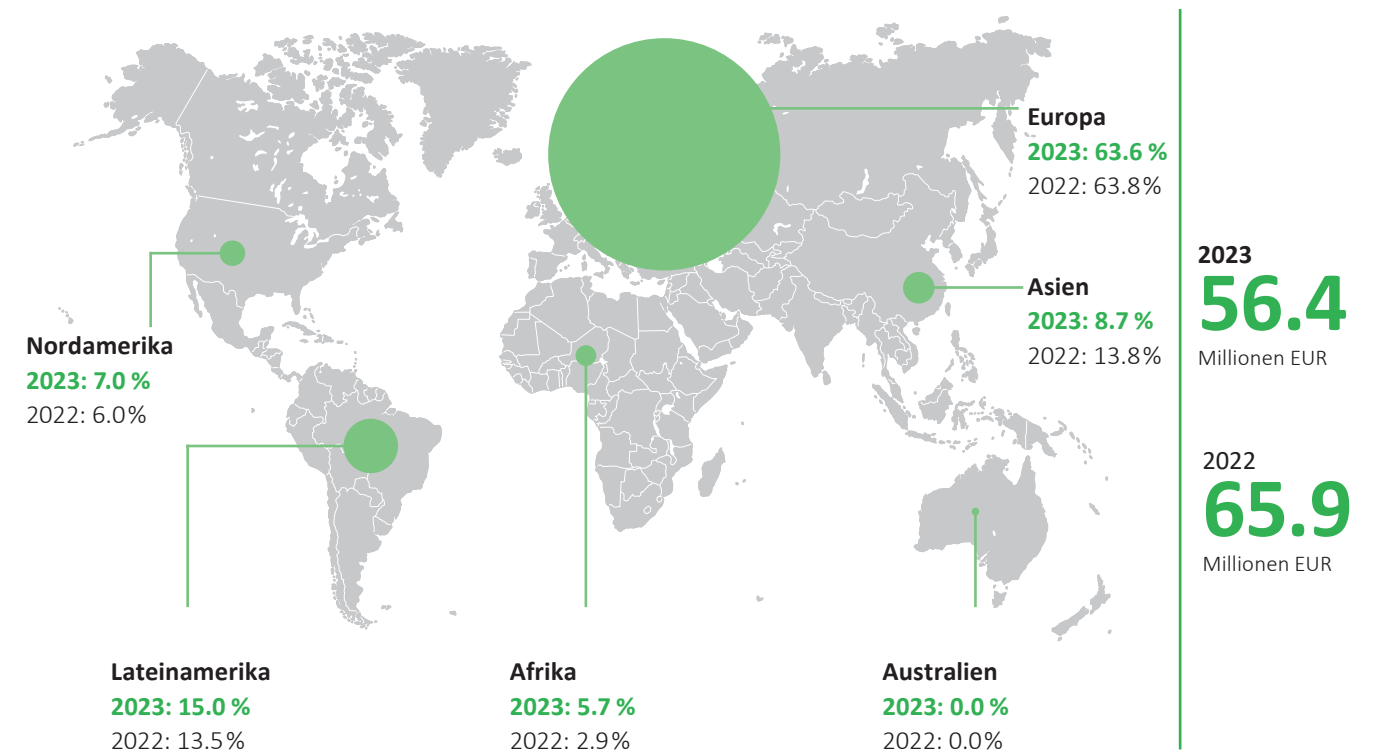 Europa
2023: 63.6 %
2022: 63.8%
Asien
2023: 8.7 %
2022: 13.8%
Nordamerika
2023: 7.0 %
2022: 6.0%
Lateinamerika
2023: 15.0 %
2022: 13.5%
Afrika
2023: 5.7 %
2022: 2.9%
Australien
2023: 0.0 %
2022: 0.0%
2023
56.4
Millionen EUR
2022
65.9
Millionen EUR